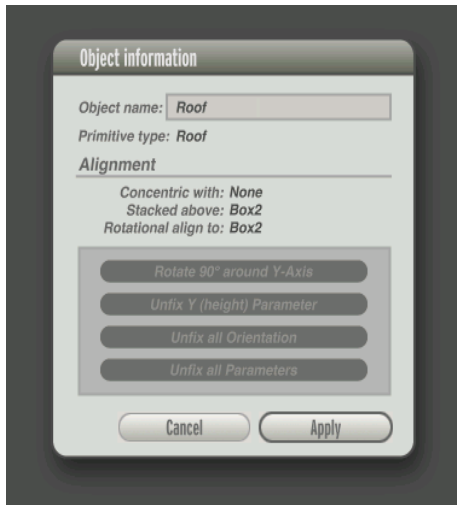 Object information
Object name: Roof
Primitive type: Roof
Alignment
Concentric with: None
Stacked above: Box2
Rotational align to: Box2
Rotate 90° around Y-Axis
Unfix Y (height) Parameter
Unfix all Orientation
Unfix all Parameters
Cancel Apply